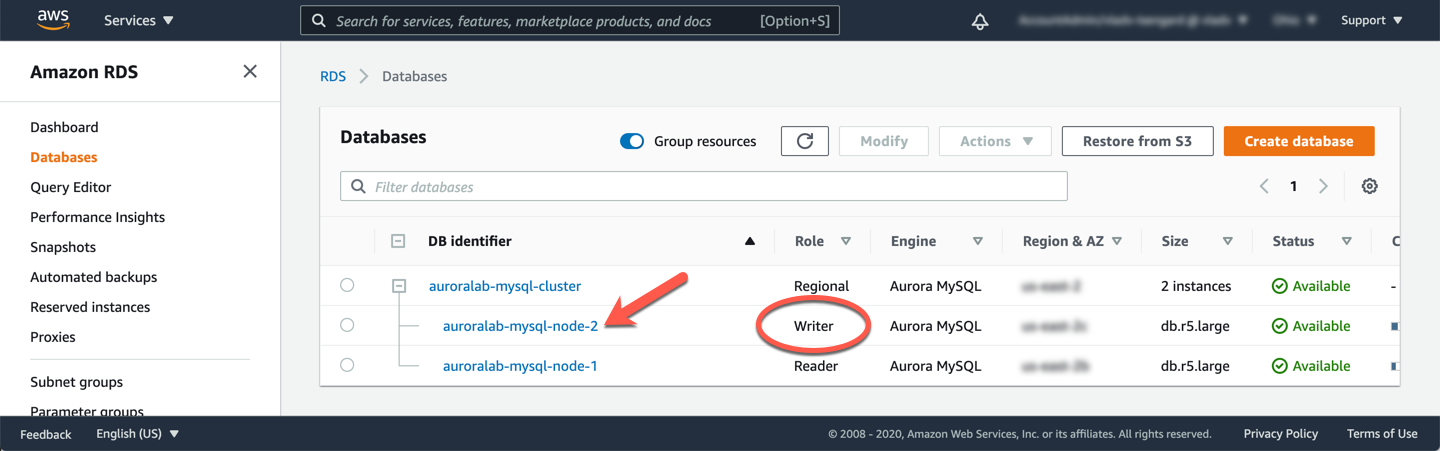 aws Services Search for services, features, marketplace products, and docs [Option+S] Support
Amazon RDS
RDS Databases
Dashboard
Databases
Query Editor
Performance Insights
Snapshots
Automated backups
Reserved instances
Proxies
Subnet groups
Parameter groups
Databases Group resources Modify Actions Restore from S3 Create database
Filter databases 1
DB identifier Role Engine Region & AZ Size Status C
auroralab-mysql-cluster Regional Aurora MySQL 2 instances Available -
auroralab-mysql-node-2 Writer Aurora MySQL db.r5.large Available
auroralab-mysql-node-1 Reader Aurora MySQL db.r5.large Available
Feedback English (US) © 2008 - 2020, Amazon Web Services, Inc. or its affiliates. All rights reserved. Privacy Policy Terms of Use